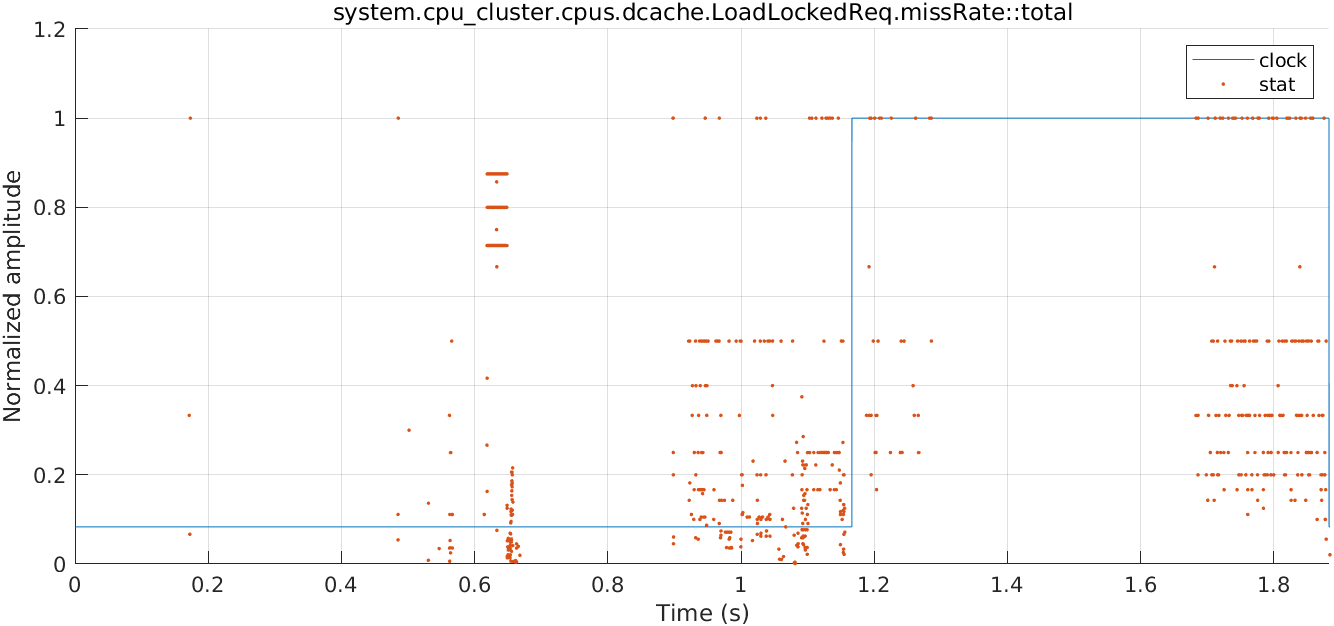 system.cpu_cluster.cpus.dcache.LoadLockedReq.missRate::total
1.2
1
0.8
0.6
0.4
0.2
0
Normalized amplitude
clock
stat
0 0.2 0.4 0.6 0.8 1 1.2 1.4 1.6 1.8
Time (s)